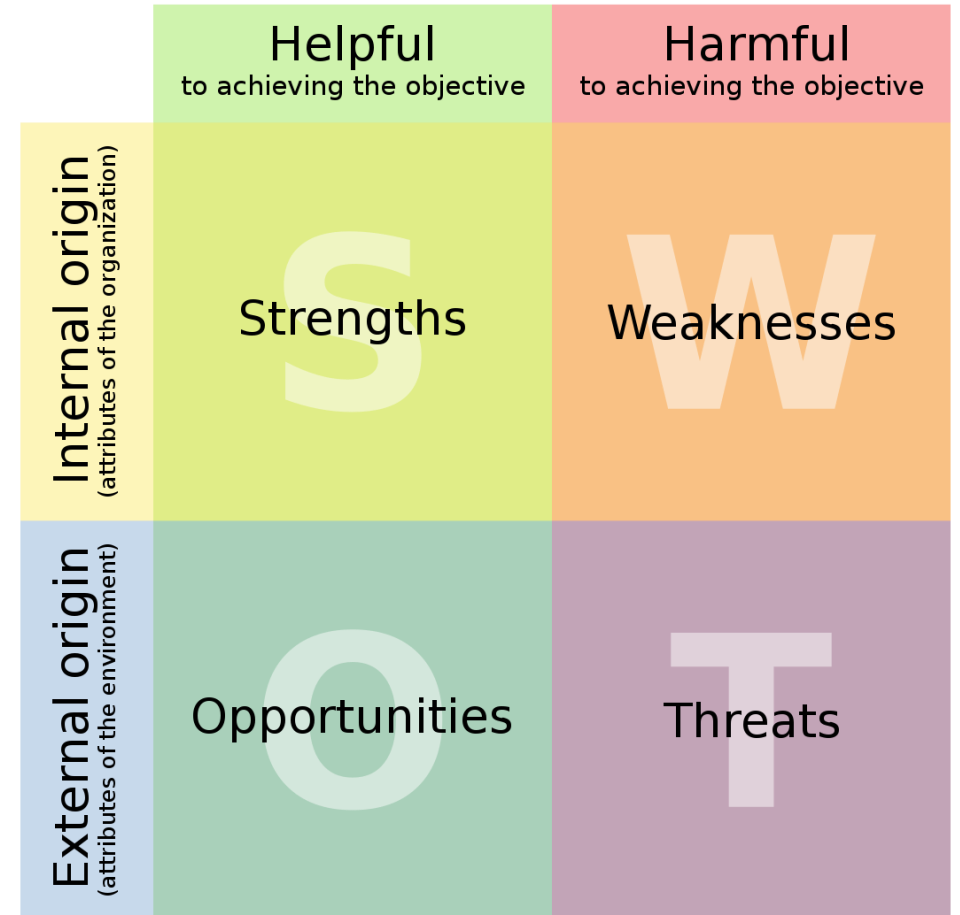 Helpful
to achieving the objective
Harmful
to achieving the objective
Internal origin
(attributes of the organization)
S
Strengths
W
Weaknesses
External origin
(attributes of the environment)
O
Opportunities
T
Threats